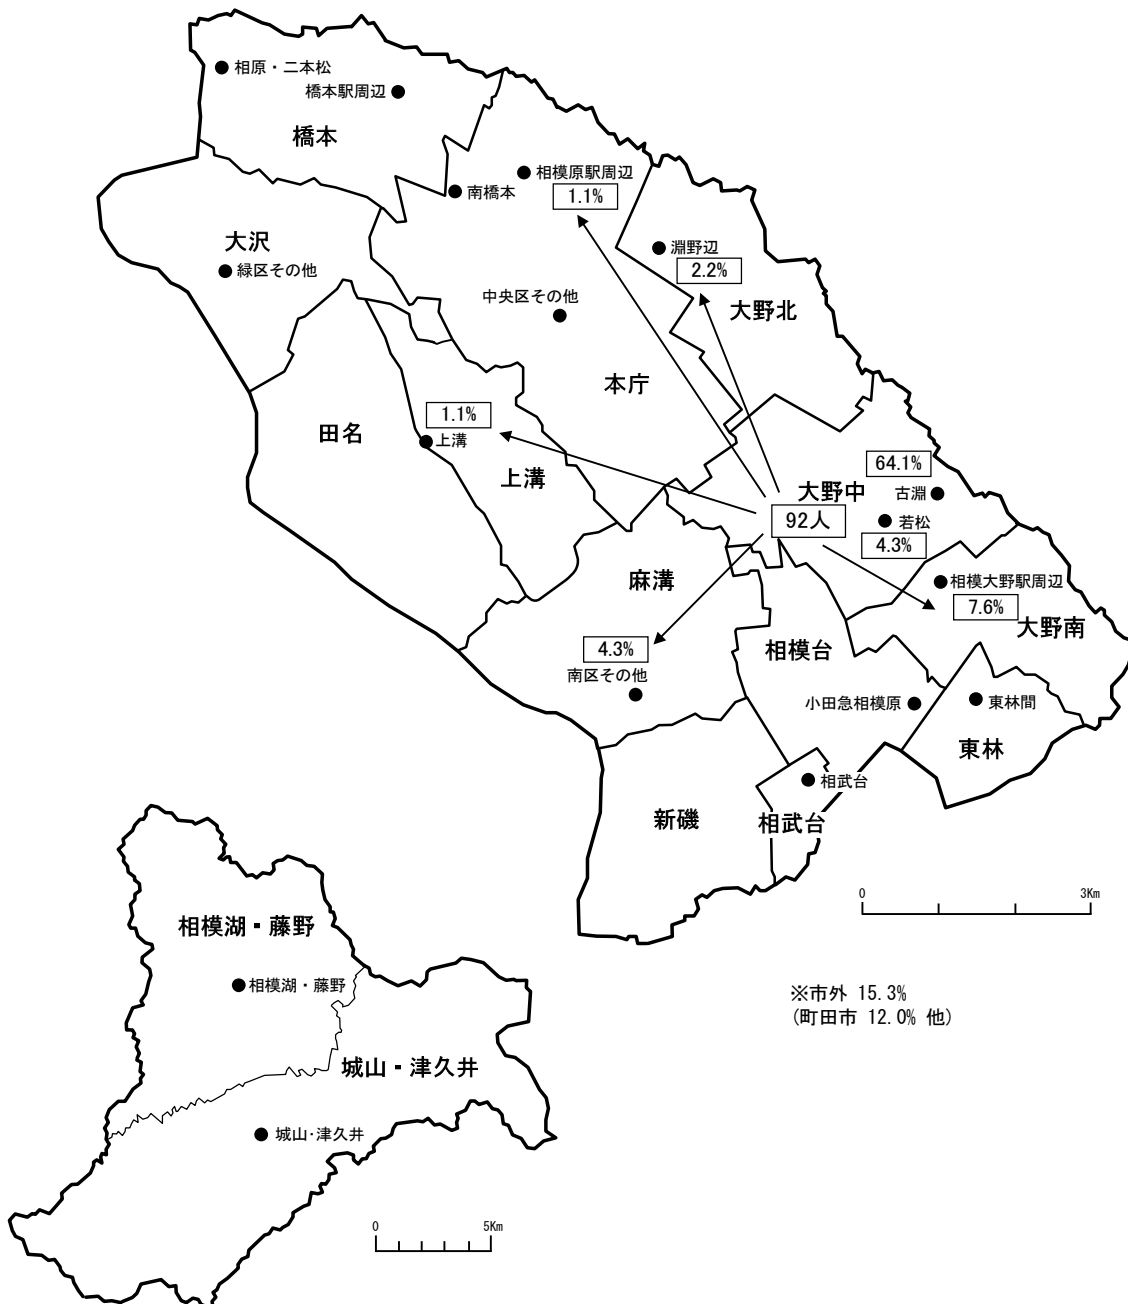 相原・二本松
橋本駅周辺
橋本
相模原駅周辺
1.1%
南橋本
大沢
緑区その他
淵野辺
2.2%
大野北
中央区その他
本庁
田名
1.1%
上溝
上溝
64.1%
大野中
古淵
92人
若松
4.3%
麻溝
相模大野駅周辺
7.6%
大野南
4.3%
南区その他
相模台
小田急相模原
東林間
東林
相武台
相武台
新磯
0 3Km
※市外 15.3%
(町田市 12.0% 他)
相模湖・藤野
相模湖・藤野
城山・津久井
城山・津久井
0 5Km